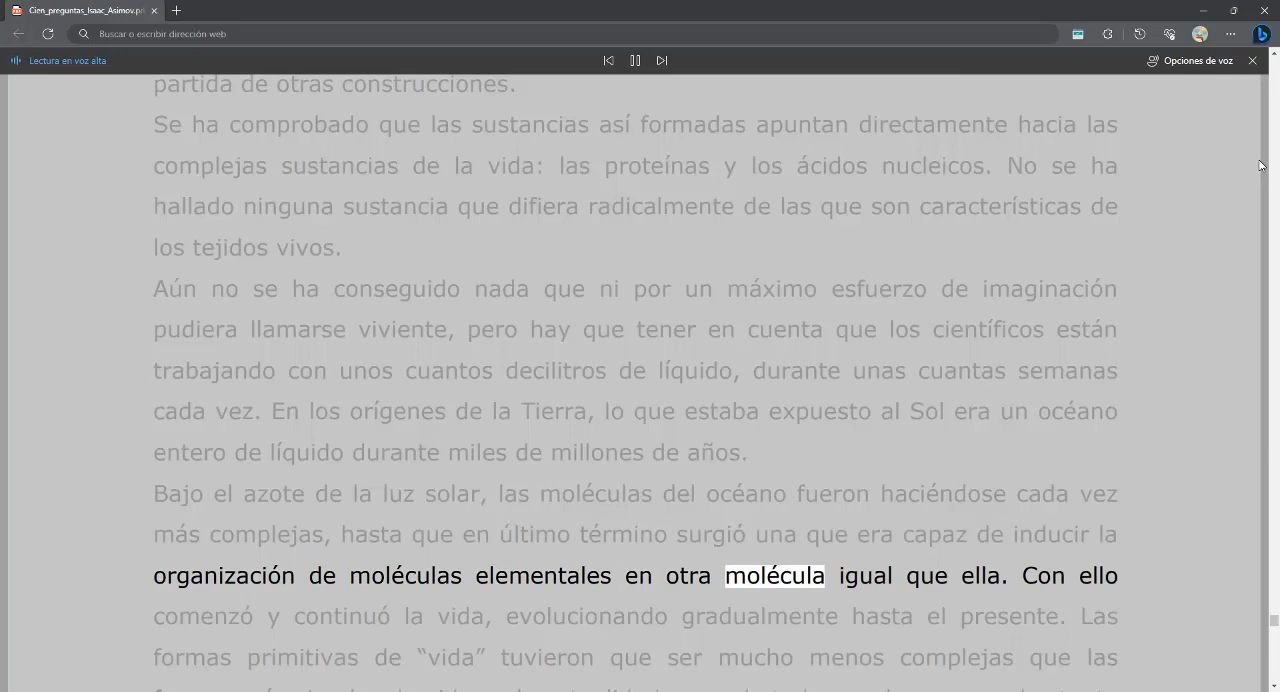 Cien_preguntas_Isaac_Asimov.pd
Buscar o escribir dirección web
Lectura en voz alta
Opciones de voz
partida de otras construcciones.
Se ha comprobado que las sustancias así formadas apuntan directamente hacia las
complejas sustancias de la vida: las proteínas y los ácidos nucleicos. No se ha
hallado ninguna sustancia que difiera radicalmente de las que son características de
los tejidos vivos.
Aún no se ha conseguido nada que ni por un máximo esfuerzo de imaginación
pudiera llamarse viviente, pero hay que tener en cuenta que los científicos están
trabajando con unos cuantos decilitros de líquido, durante unas cuantas semanas
cada vez. En los orígenes de la Tierra, lo que estaba expuesto al Sol era un océano
entero de líquido durante miles de millones de años.
Bajo el azote de la luz solar, las moléculas del océano fueron haciéndose cada vez
más complejas, hasta que en último término surgió una que era capaz de inducir la
organización de moléculas elementales en otra molécula igual que ella. Con ello
comenzó y continuó la vida, evolucionando gradualmente hasta el presente. Las
formas primitivas de “vida” tuvieron que ser mucho menos complejas que las